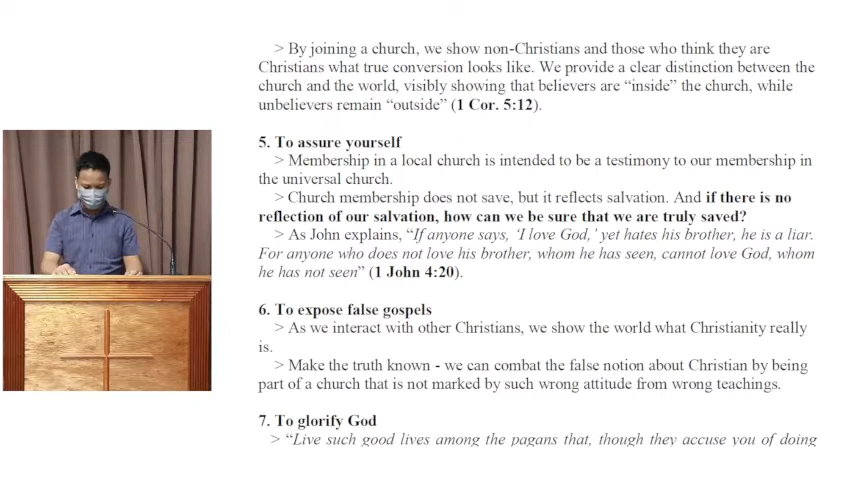 > By joining a church, we show non-Christians and those who think they are
Christians what true conversion looks like. We provide a clear distinction between the
church and the world, visibly showing that believers are “inside” the church, while
unbelievers remain “outside” (1 Cor. 5:12).
5. To assure yourself
> Membership in a local church is intended to be a testimony to our membership in
the universal church.
> Church membership does not save, but it reflects salvation. And if there is no
reflection of our salvation, how can we be sure that we are truly saved?
> As John explains, “If anyone says, ‘I love God,’ yet hates his brother, he is a liar.
For anyone who does not love his brother, whom he has seen, cannot love God, whom
he has not seen” (1 John 4:20).
6. To expose false gospels
> As we interact with other Christians, we show the world what Christianity really
is.
> Make the truth known - we can combat the false notion about Christian by being
part of a church that is not marked by such wrong attitude from wrong teachings.
7. To glorify God
> “Live such good lives among the pagans that, though they accuse you of doing